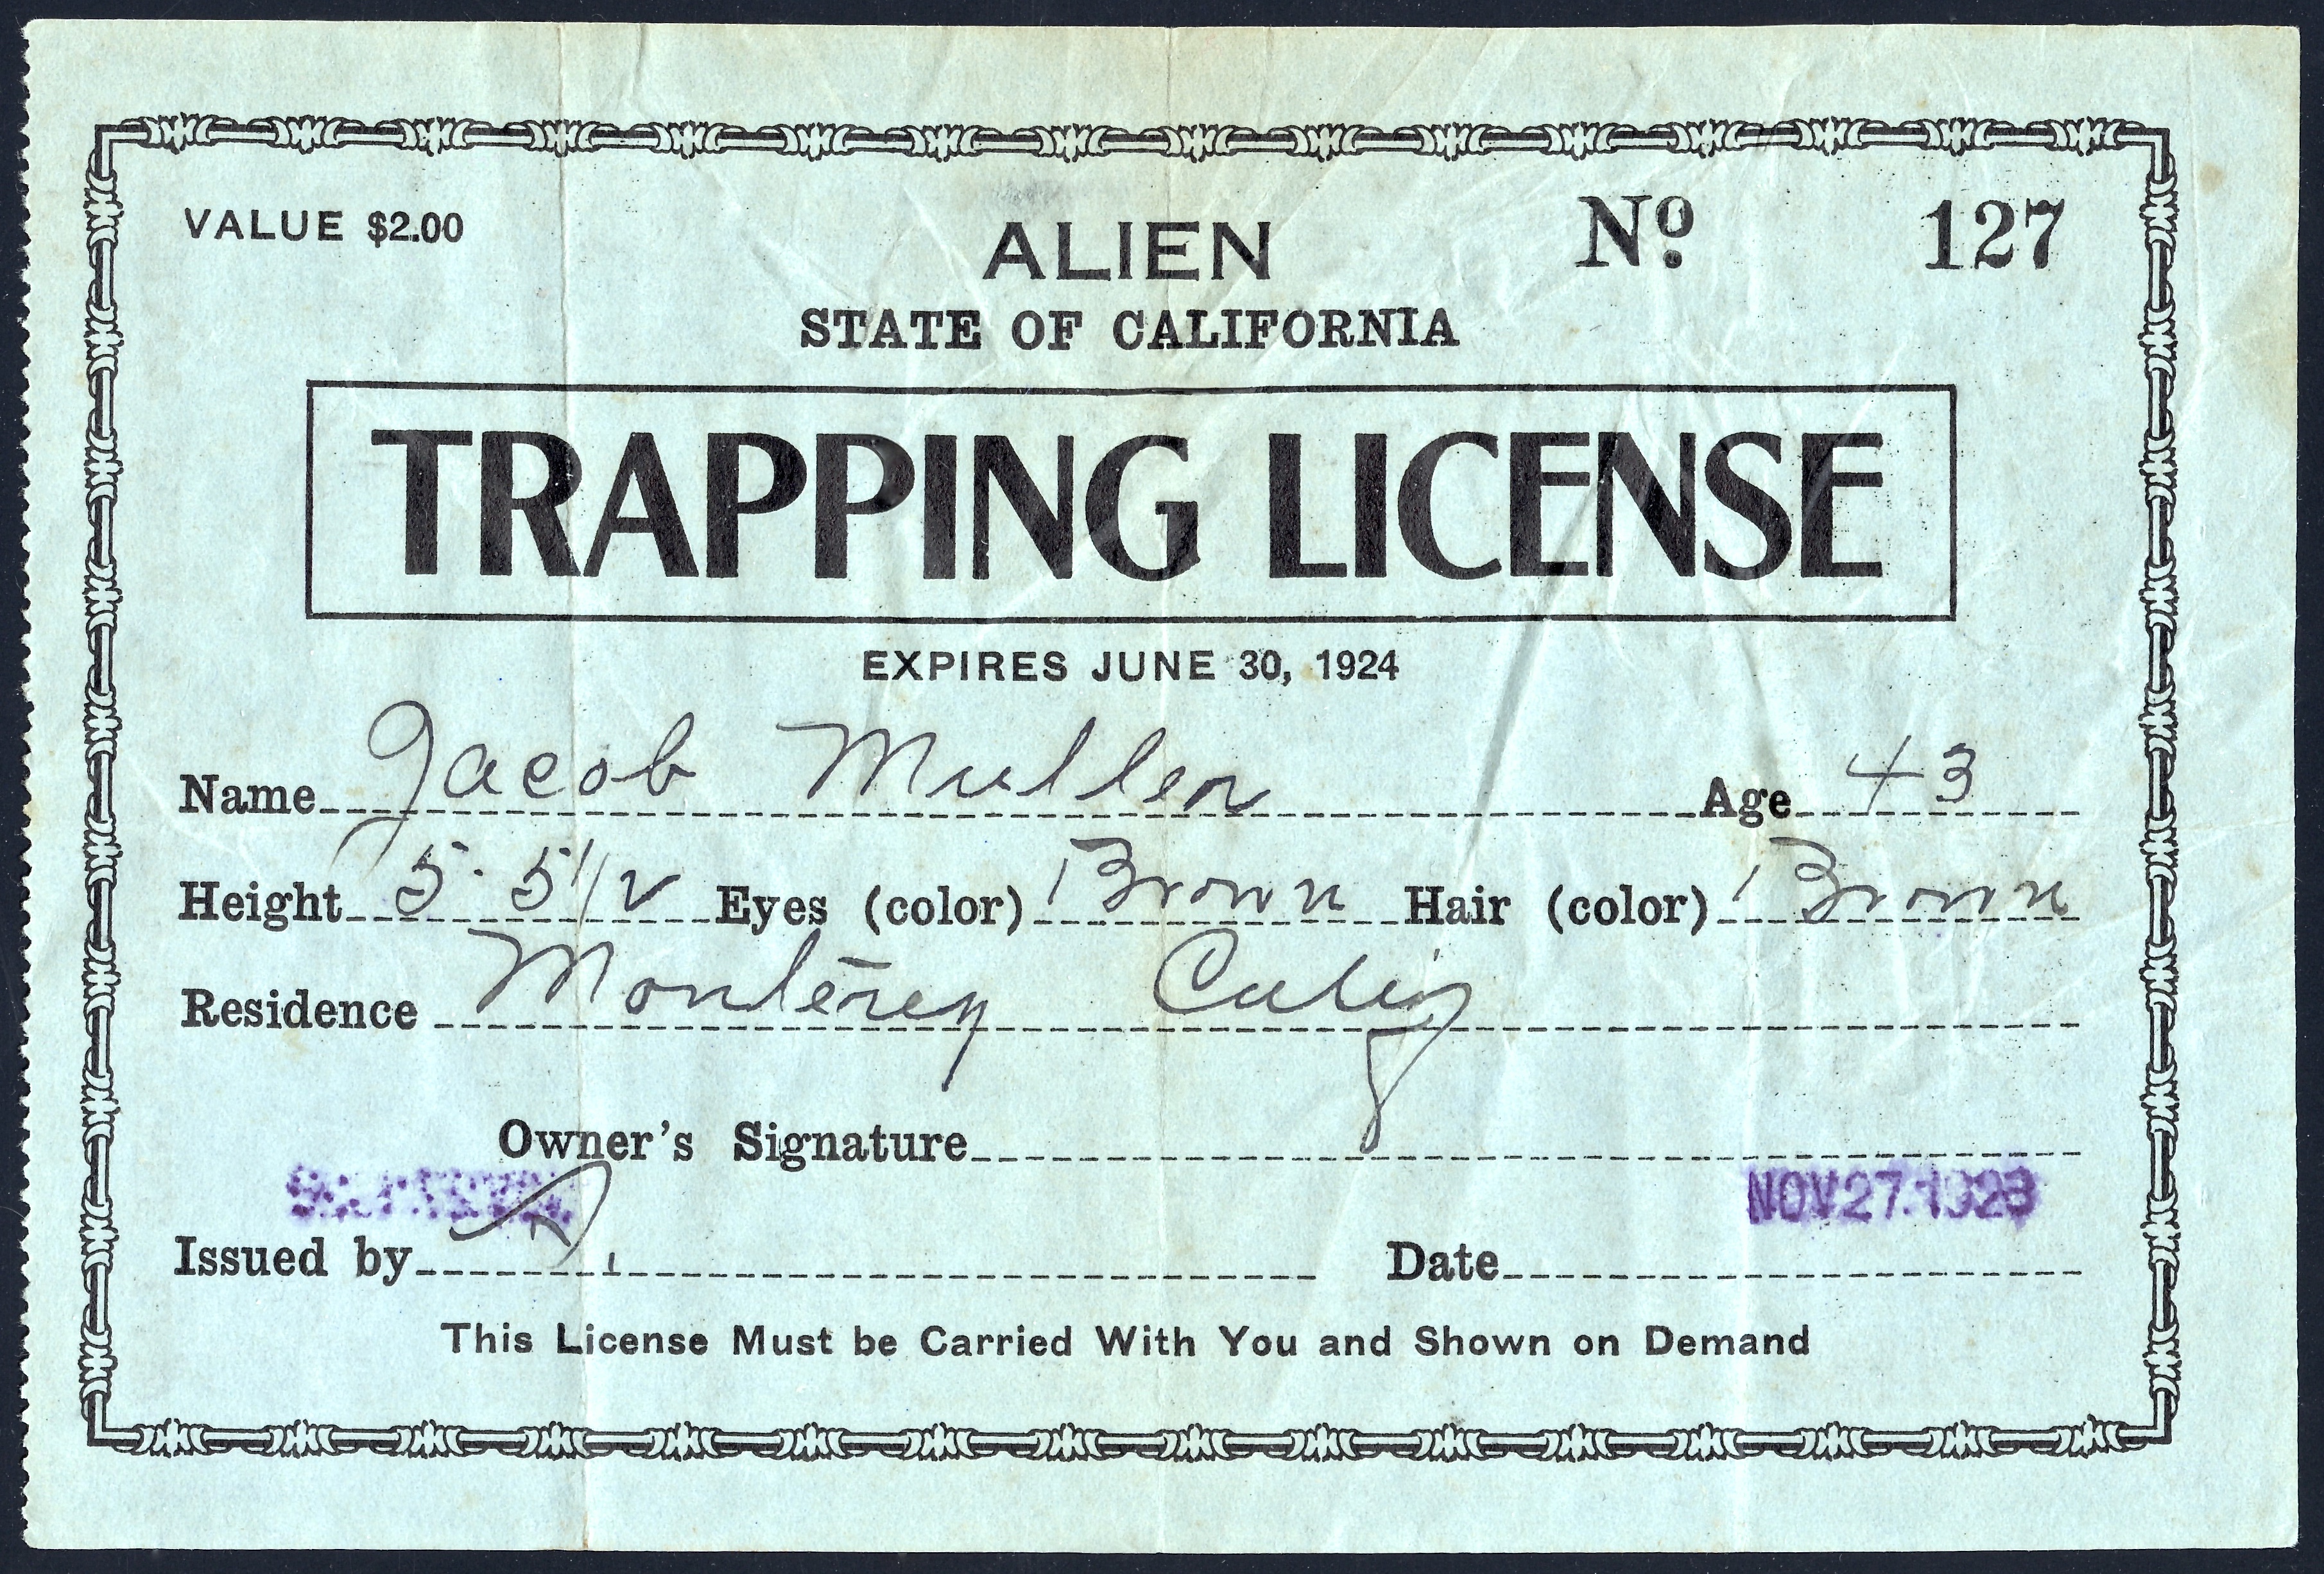 VALUE $2.00
ALIEN
Nº 127
STATE OF CALIFORNIA
TRAPPING LICENSE
EXPIRES JUNE 30, 1924
Name Jacob Muller Age 43
Height 5. 5 1/2 Eyes (color) Brown Hair (color) Brown
Residence Monterey Calif
Owner's Signature
NOV 27.1923
Issued by Date
This License Must be Carried With You and Shown on Demand